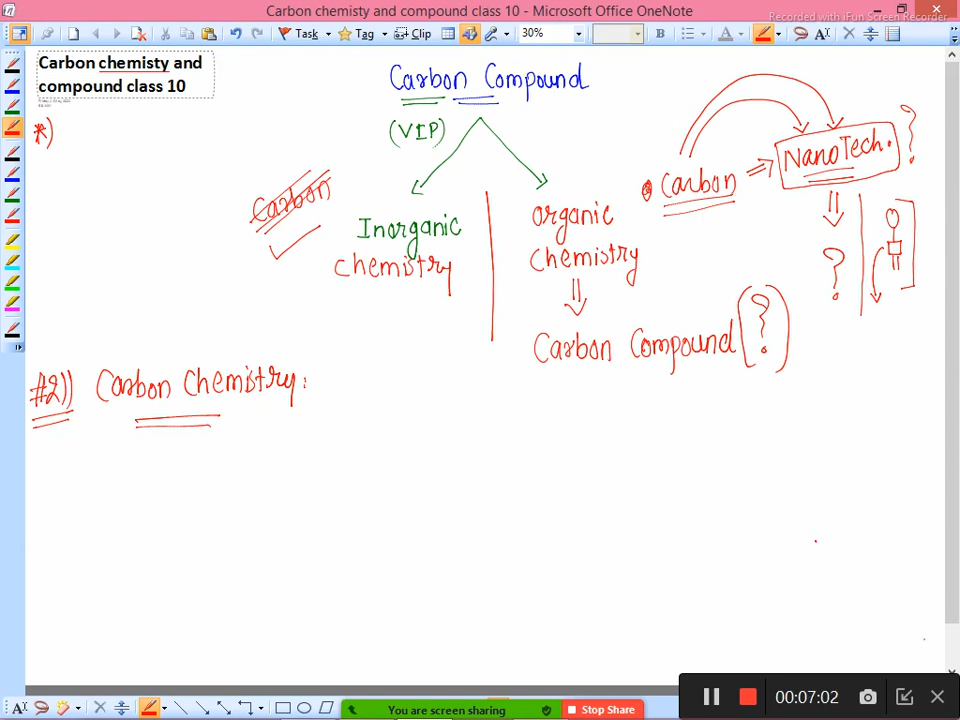 Carbon chemisty and compound class 10 - Microsoft Office OneNote
Recorded with iFun Screen Recorder
Task
Tag
Clip
30%
B
A
Carbon chemisty and
compound class 10
Carbon Compound
*)
(VIP)
NanoTech. ?
Carbon
Carbon
Inorganic
chemistry
organic
chemistry
?
Carbon Compound (?)
#2)) Carbon Chemistry:
You are screen sharing
Stop Share
00:07:02